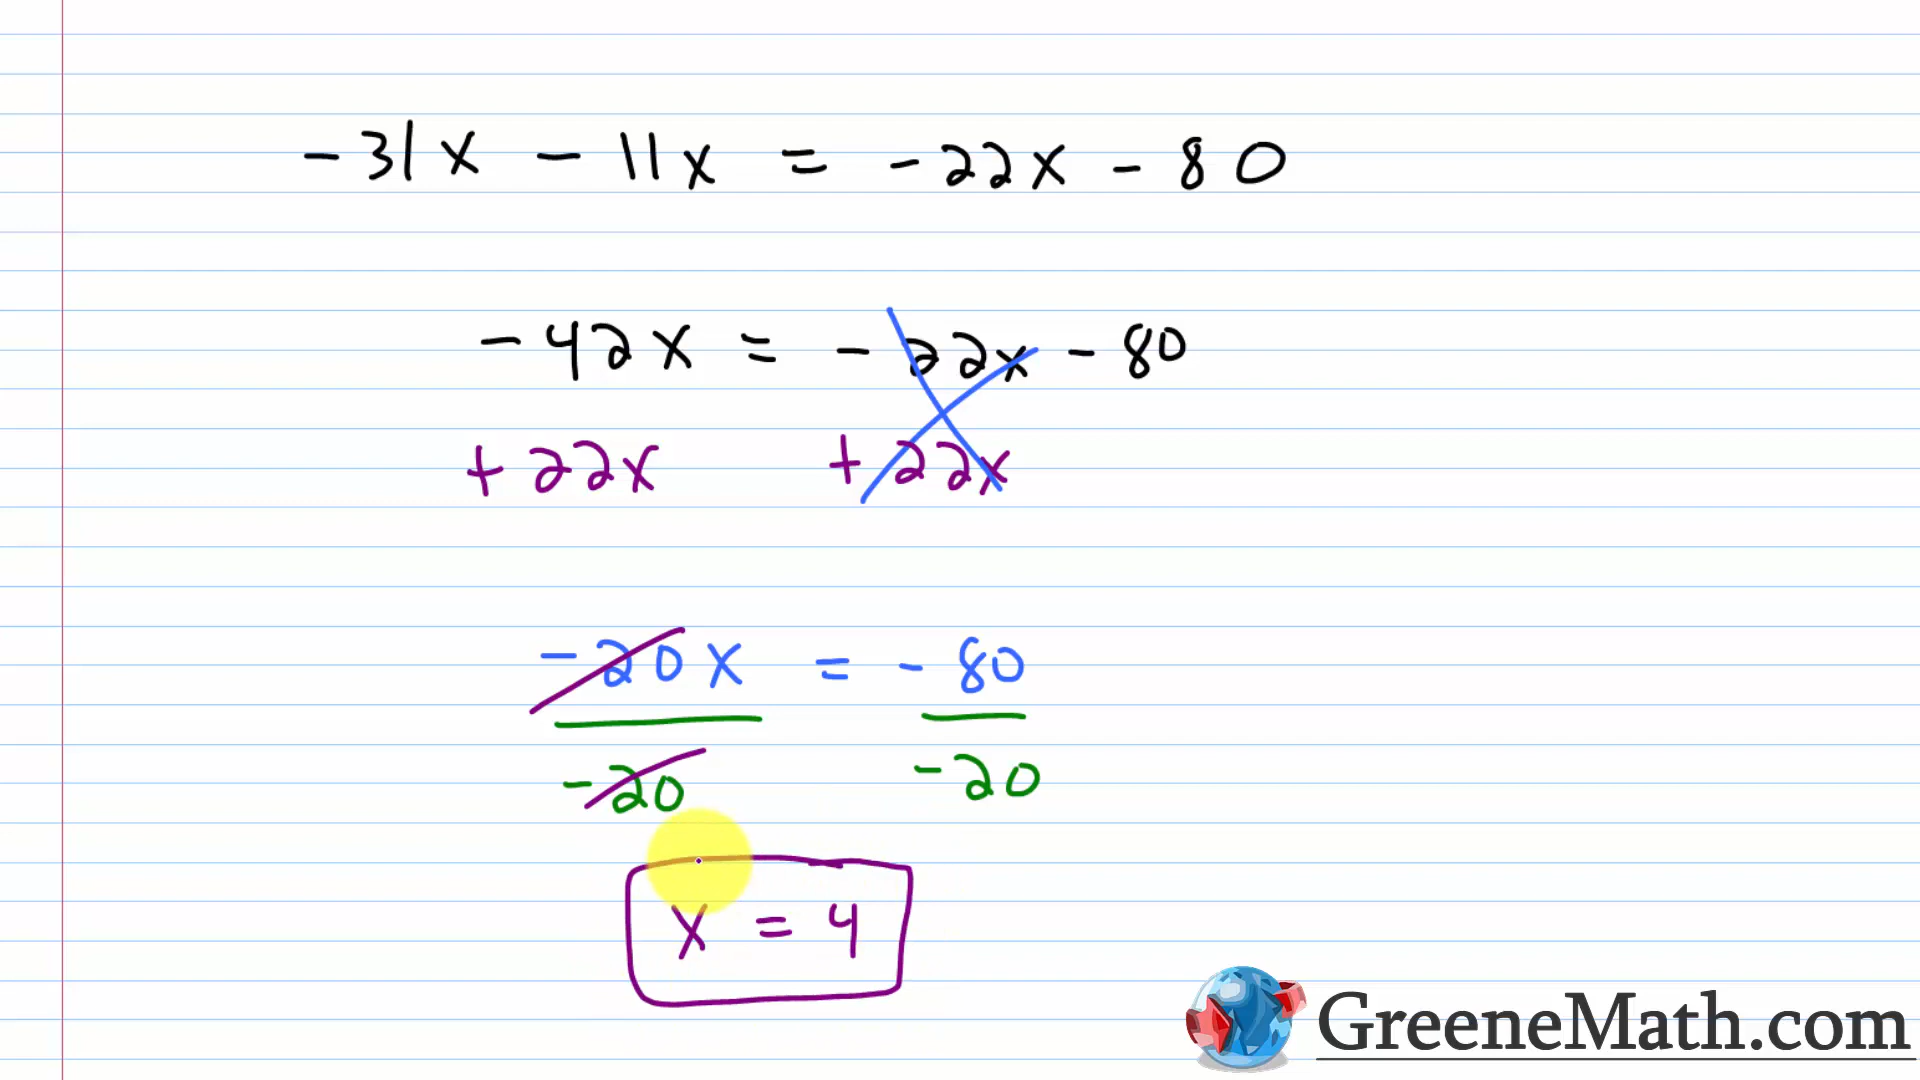 -31x - 11x = -22x - 80
-42x = -22x - 80
+22x +22x
-20x = -80
-20 -20
x = 4
GreeneMath.com